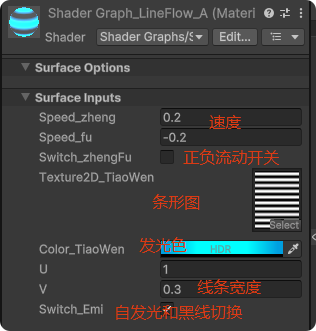 Shader Graph_LineFlow_A (Materi
Shader Shader Graphs/S Edit...
Surface Options
Surface Inputs
Speed_zheng 0.2 速度
Speed_fu -0.2
Switch_zhengFu 正负流动开关
Texture2D_TiaoWen
条形图
Select
Color_TiaoWen 发光色 HDR
U 1
V 0.3 线条宽度
Switch_Emi 自发光和黑线切换